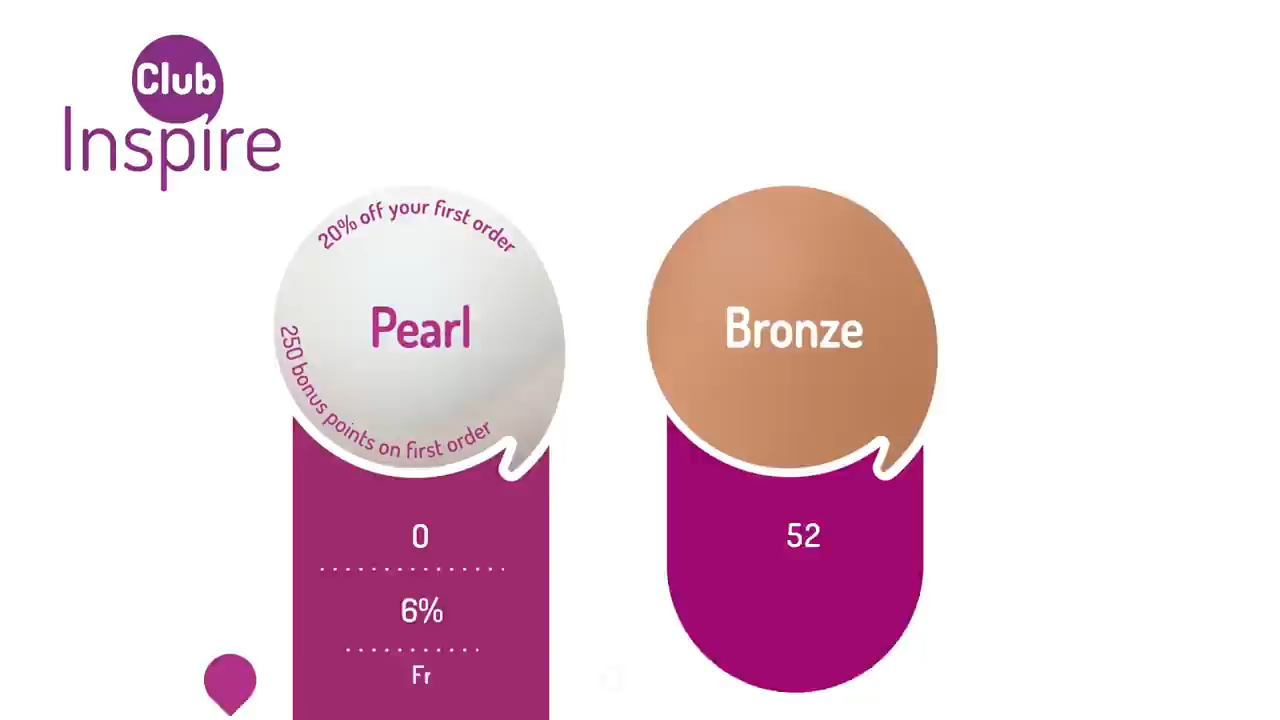 Club
Inspire
20% off your first order
Pearl
250 bonus points on first order
0
6%
Fr
Bronze
52